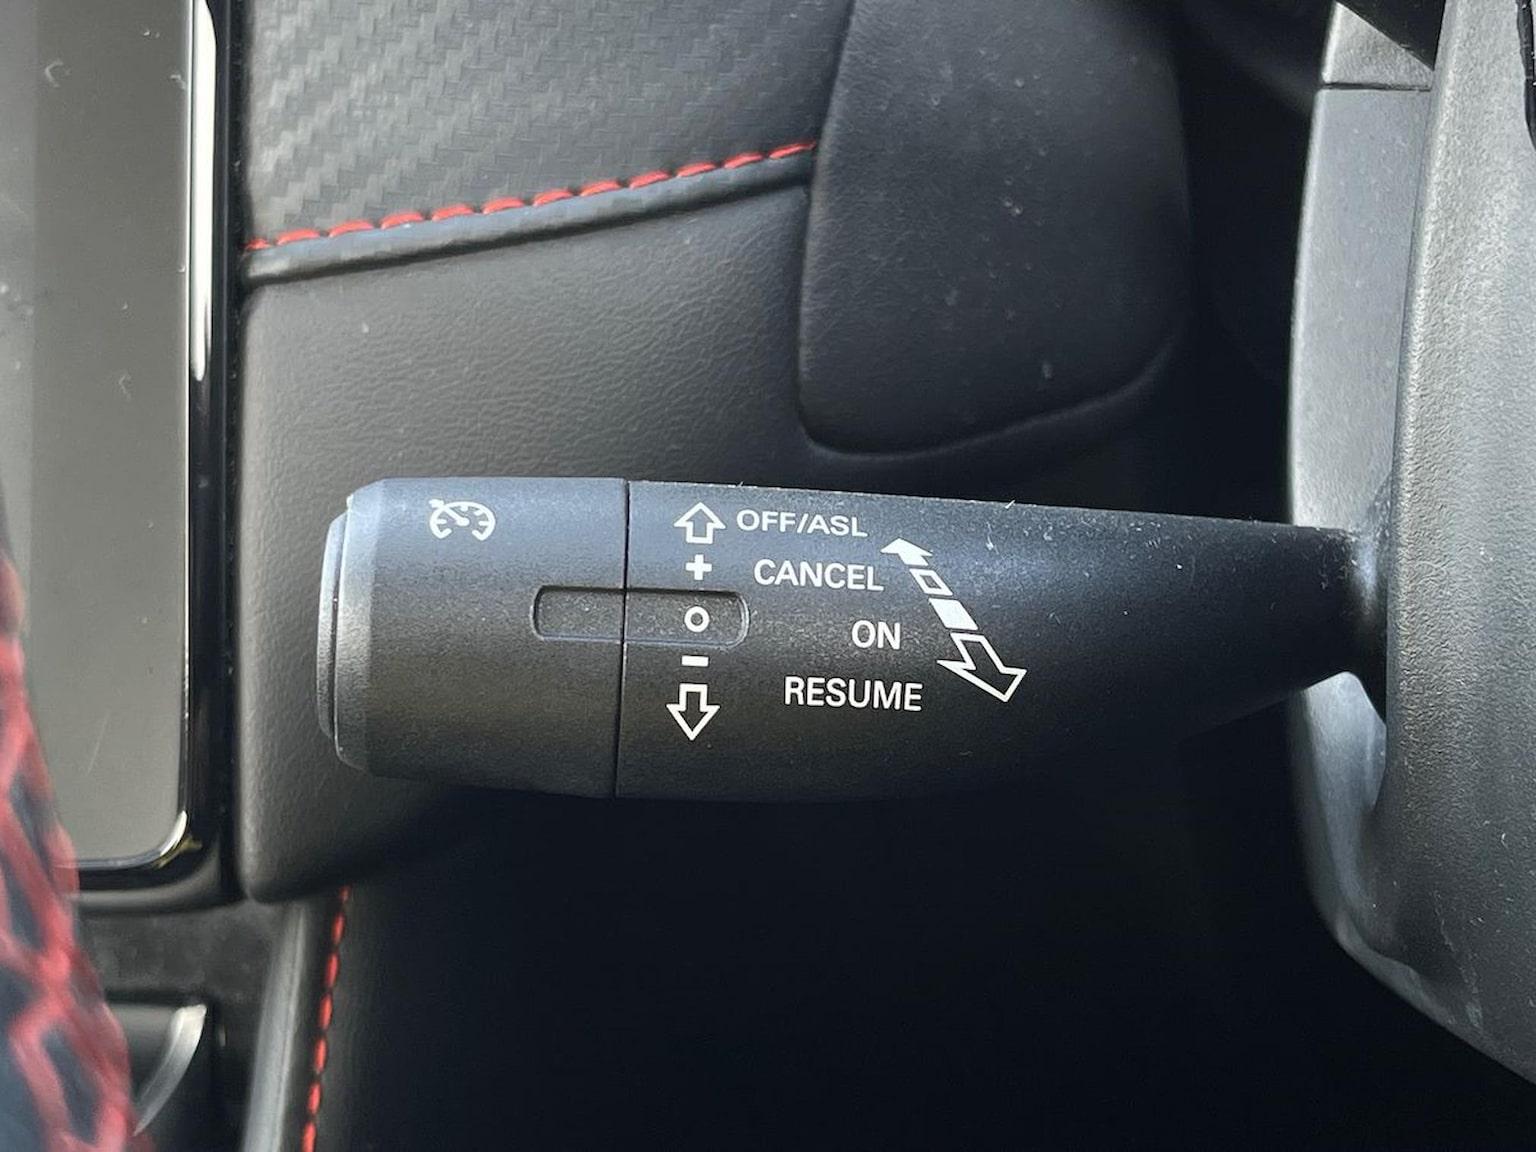 OFF/ASL
+ CANCEL
O ON
- RESUME